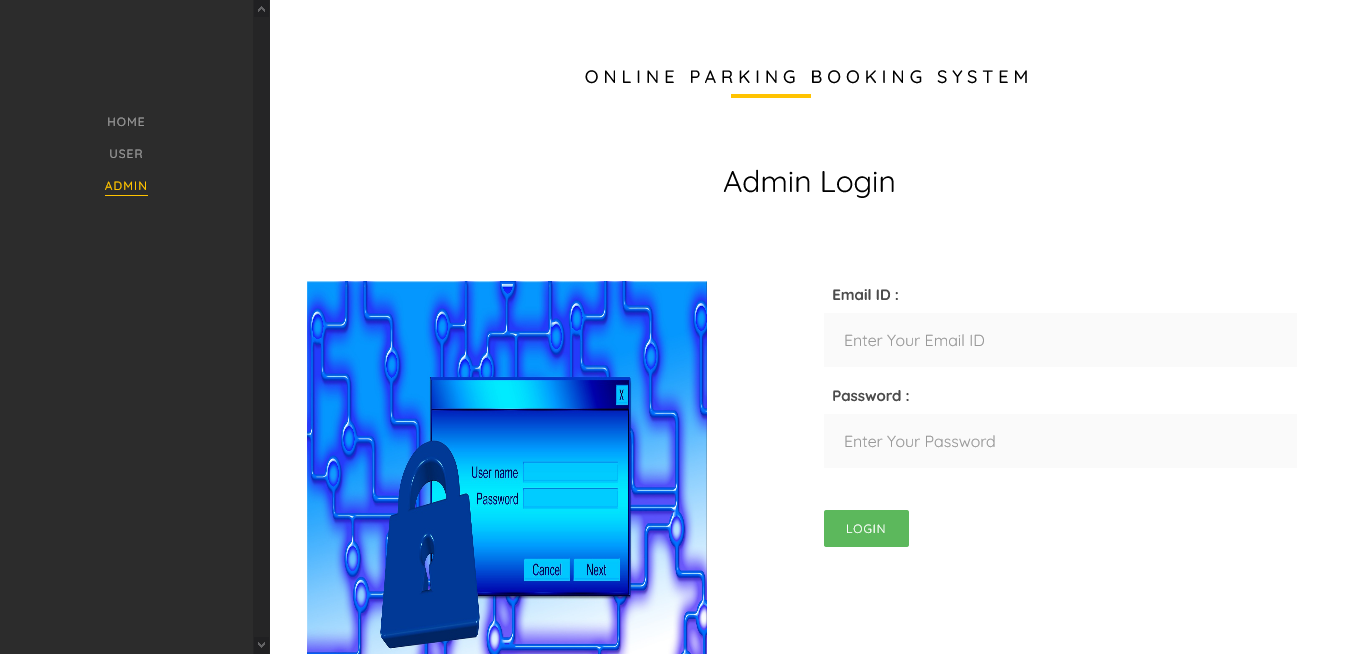 HOME
USER
ADMIN
ONLINE PARKING BOOKING SYSTEM
Admin Login
X
User name
Password
Cancel Next
Email ID :
Enter Your Email ID
Password :
Enter Your Password
LOGIN